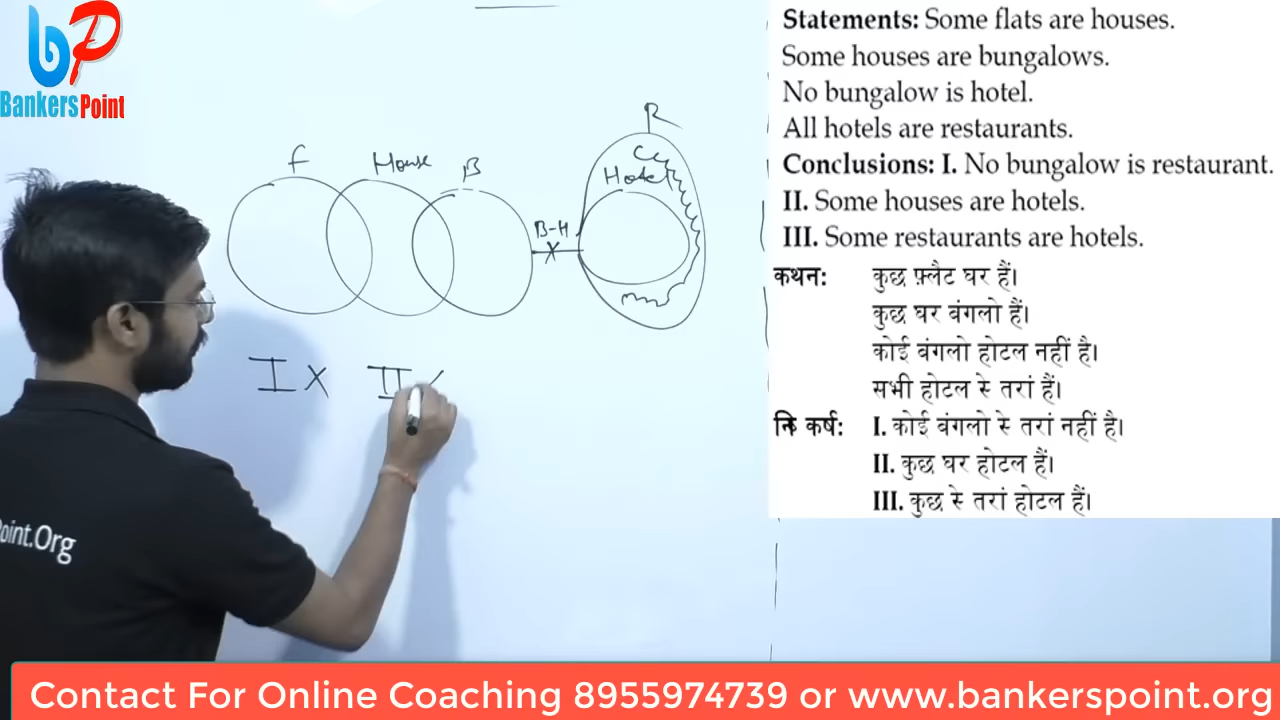 bP
BankersPoint
Statements: Some flats are houses.
Some houses are bungalows.
No bungalow is hotel.
All hotels are restaurants.
Conclusions: I. No bungalow is restaurant.
II. Some houses are hotels.
III. Some restaurants are hotels.
कथनः कुछ फ़्लैट घर हैं।
कुछ घर बंगलो हैं।
कोई बंगलो होटल नहीं है।
सभी होटल से तरां हैं।
नि कर्षः I. कोई बंगलो से तरां नहीं है।
II. कुछ घर होटल हैं।
III. कुछ से तरां होटल हैं।
f House B B-H Hotel R
I x II
oint.Org
Contact For Online Coaching 8955974739 or www.bankerspoint.org